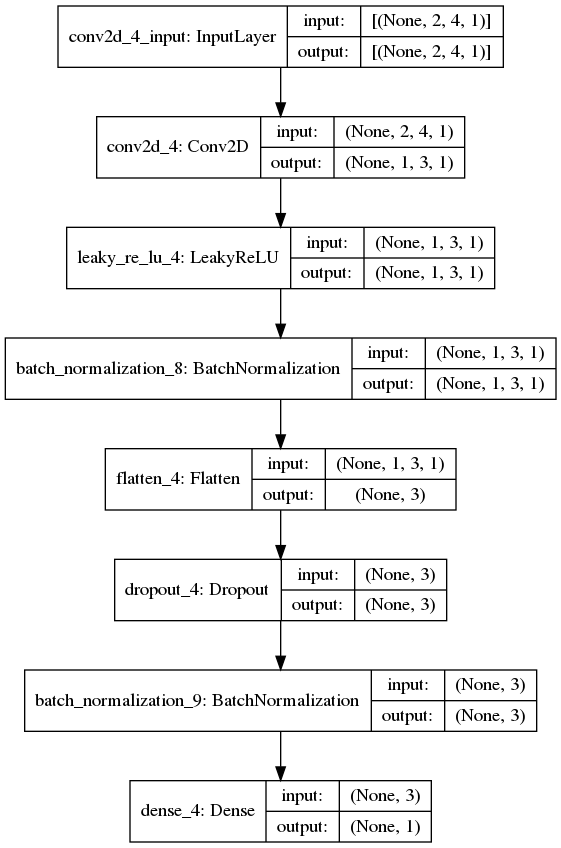 conv2d_4_input: InputLayer
input:
[(None, 2, 4, 1)]
output:
[(None, 2, 4, 1)]
conv2d_4: Conv2D
input:
(None, 2, 4, 1)
output:
(None, 1, 3, 1)
leaky_re_lu_4: LeakyReLU
input:
(None, 1, 3, 1)
output:
(None, 1, 3, 1)
batch_normalization_8: BatchNormalization
input:
(None, 1, 3, 1)
output:
(None, 1, 3, 1)
flatten_4: Flatten
input:
(None, 1, 3, 1)
output:
(None, 3)
dropout_4: Dropout
input:
(None, 3)
output:
(None, 3)
batch_normalization_9: BatchNormalization
input:
(None, 3)
output:
(None, 3)
dense_4: Dense
input:
(None, 3)
output:
(None, 1)